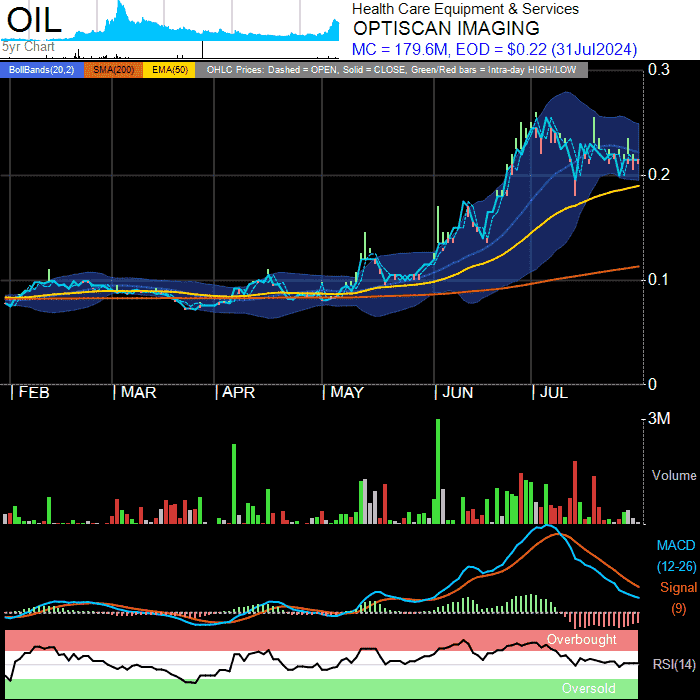 OIL
5yr Chart
Health Care Equipment & Services
OPTISCAN IMAGING
MC = 179.6M, EOD = $0.22 (31Jul2024)
BollBands(20,2) SMA(200) EMA(50) OHLC Prices: Dashed = OPEN, Solid = CLOSE, Green/Red bars = Intra-day HIGH/LOW
0.3
0.2
0.1
0
FEB MAR APR MAY JUN JUL
3M
Volume
MACD
(12-26)
Signal
(9)
Overbought
RSI(14)
Oversold